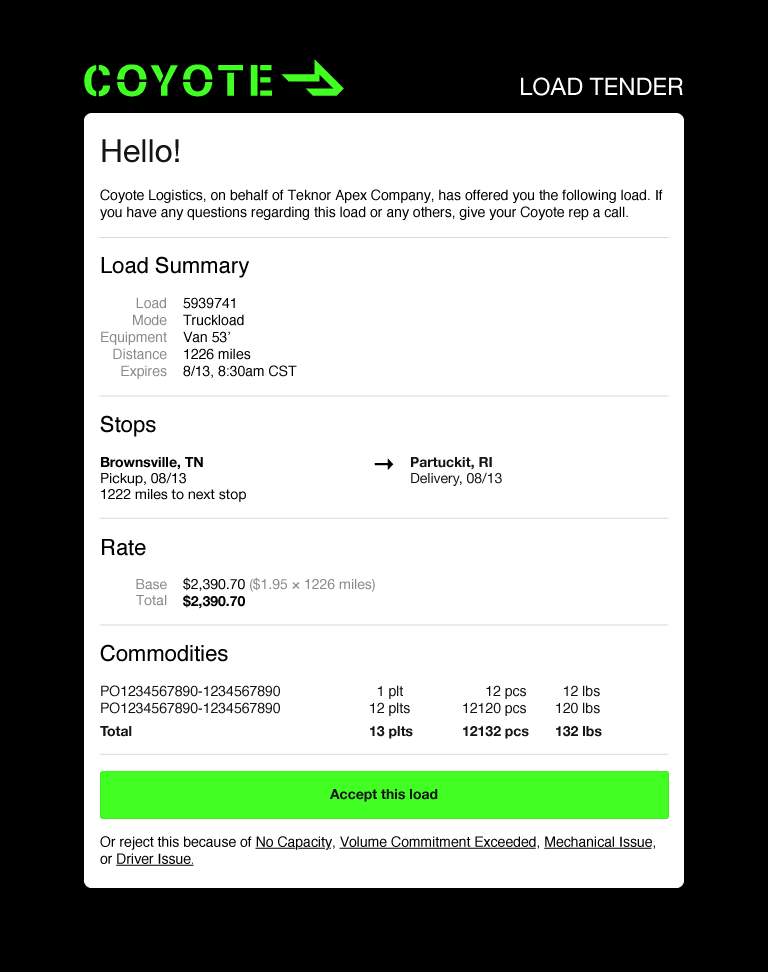 COYOTE
LOAD TENDER
Hello!
Coyote Logistics, on behalf of Teknor Apex Company, has offered you the following load. If
you have any questions regarding this load or any others, give your Coyote rep a call.
Load Summary
Load 5939741
Mode Truckload
Equipment Van 53’
Distance 1226 miles
Expires 8/13, 8:30am CST
Stops
Brownsville, TN → Partuckit, RI
Pickup, 08/13 Delivery, 08/13
1222 miles to next stop
Rate
Base $2,390.70 ($1.95 × 1226 miles)
Total $2,390.70
Commodities
PO1234567890-1234567890 1 plt 12 pcs 12 lbs
PO1234567890-1234567890 12 plts 12120 pcs 120 lbs
Total 13 plts 12132 pcs 132 lbs
Accept this load
Or reject this because of No Capacity, Volume Commitment Exceeded, Mechanical Issue,
or Driver Issue.